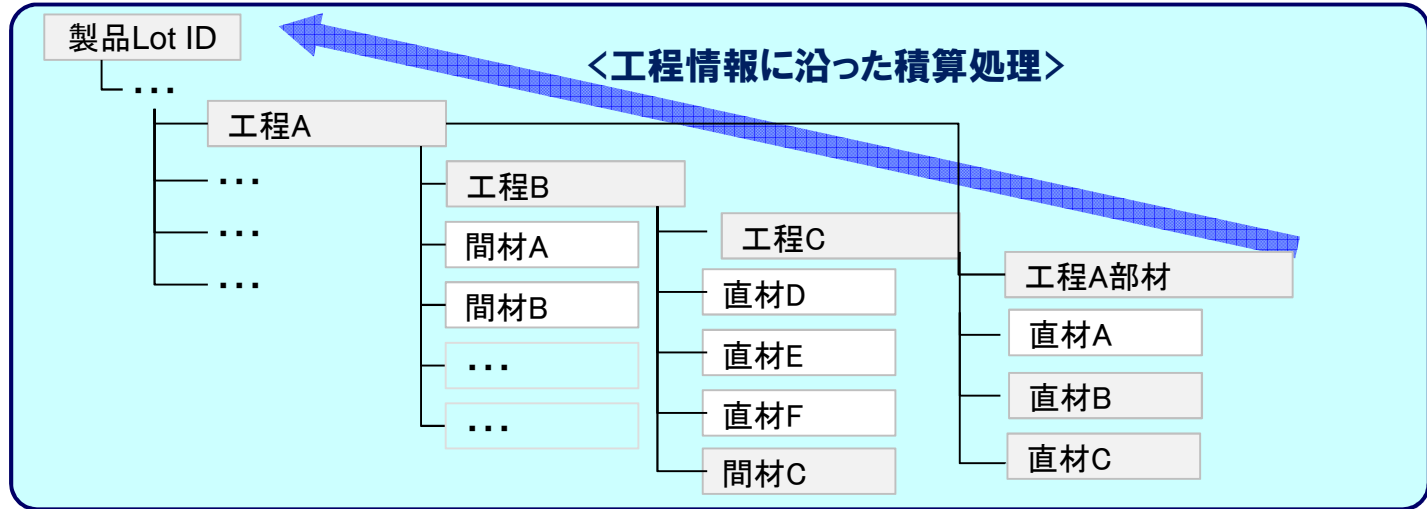 製品Lot ID
<工程情報に沿った積算処理>
・・・
工程A
・・・
・・・
・・・
工程B
間材A
間材B
・・・
・・・
工程C
直材D
直材E
直材F
間材C
工程A部材
直材A
直材B
直材C